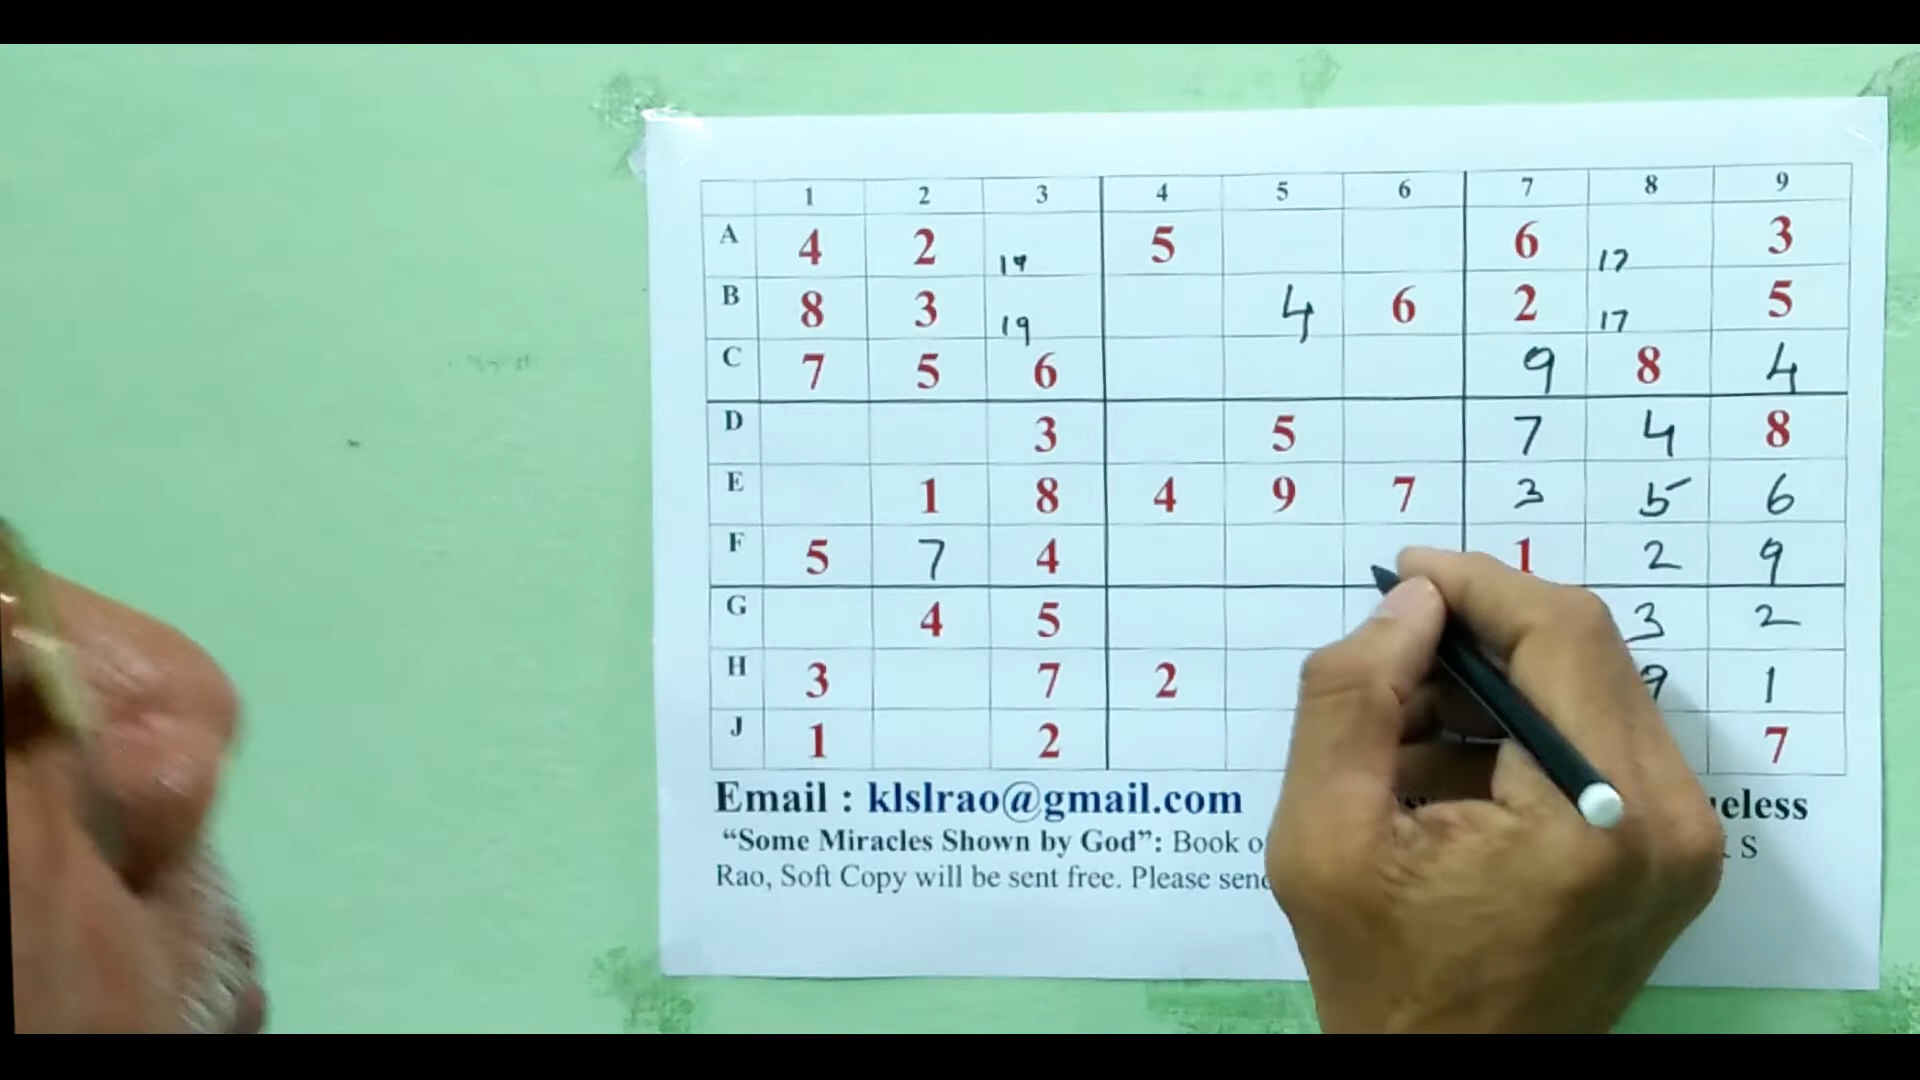 1 2 3 4 5 6 7 8 9
A 4 2 19 5 6 17 3
B 8 3 19 4 6 2 17 5
C 7 5 6 9 8 4
D 3 5 7 4 8
E 1 8 4 9 7 3 5 6
F 5 7 4 1 2 9
G 4 5 3 2
H 3 7 2 9 1
J 1 2 7
Email : klslrao@gmail.com eless
“Some Miracles Shown by God”: Book o S
Rao, Soft Copy will be sent free. Please send